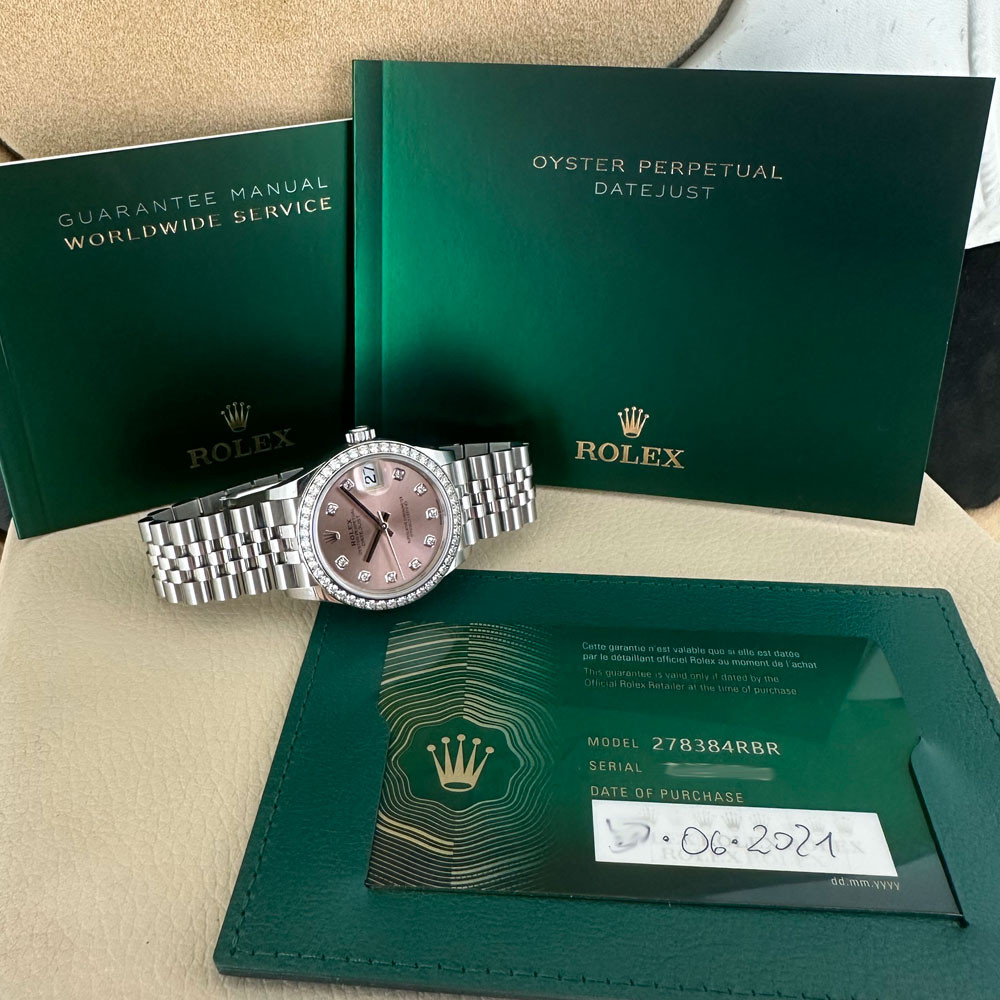 GUARANTEE MANUAL
WORLDWIDE SERVICE
ROLEX
OYSTER PERPETUAL
DATEJUST
ROLEX
27
ROLEX
Cette garantie n'est valable que si elle est datée
par le détaillant officiel Rolex au moment de l'achat
This guarantee is valid only if dated by the
Official Rolex Retailer at the time of purchase
MODEL 278384RBR
SERIAL
DATE OF PURCHASE
.06.2021
dd.mm.yyyy